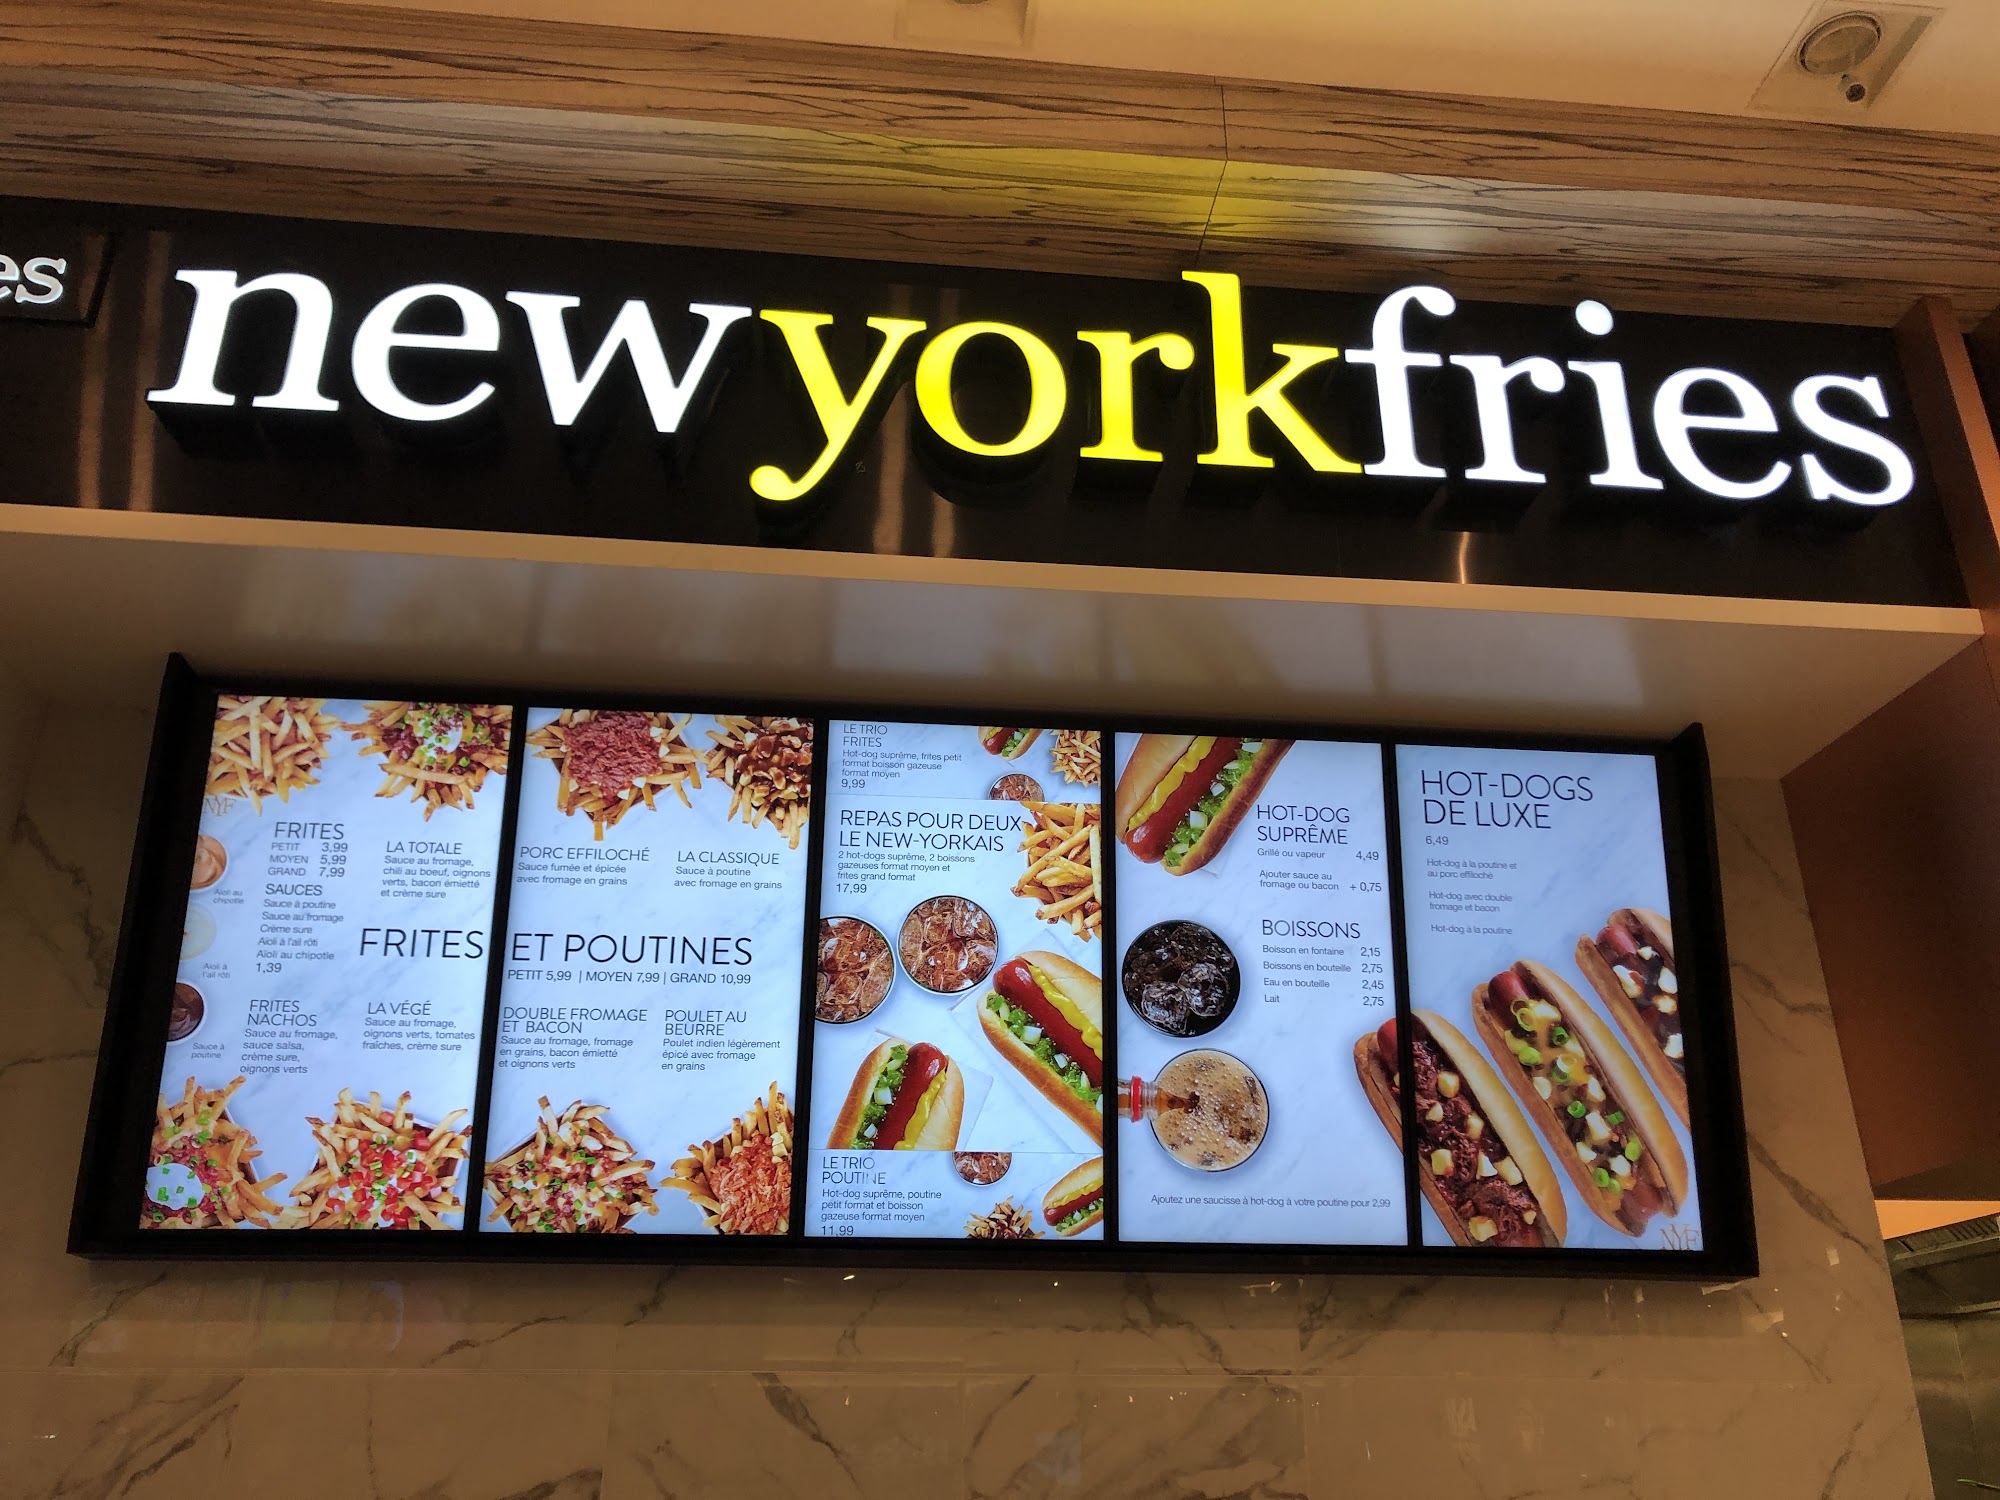 es
newyorkfries
NYF
FRITES
PETIT 3,99
MOYEN 5,99
GRAND 7,99
SAUCES
Sauce à poutine
Sauce au fromage
Crème sure
Aïoli à l'ail rôti
Aïoli au chipotle
1,39
Aïoli au
chipotle
Aïoli à
l'ail rôti
Sauce à
poutine
LA TOTALE
Sauce au fromage,
chili au boeuf, oignons
verts, bacon émietté
et crème sure
FRITES ET POUTINES
PETIT 5,99 | MOYEN 7,99 | GRAND 10,99
FRITES
NACHOS
Sauce au fromage,
sauce salsa,
crème sure,
oignons verts
LA VÉGÉ
Sauce au fromage,
oignons verts, tomates
fraîches, crème sure
PORC EFFILOCHÉ
Sauce fumée et épicée
avec fromage en grains
LA CLASSIQUE
Sauce à poutine
avec fromage en grains
DOUBLE FROMAGE
ET BACON
Sauce au fromage, fromage
en grains, bacon émietté
et oignons verts
POULET AU
BEURRE
Poulet indien légèrement
épicé avec fromage
en grains
LE TRIO
FRITES
Hot-dog suprême, frites petit
format boisson gazeuse
format moyen
9,99
REPAS POUR DEUX
LE NEW-YORKAIS
2 hot-dogs suprême, 2 boissons
gazeuses format moyen et
frites grand format
17,99
LE TRIO
POUTINE
Hot-dog suprême, poutine
petit format et boisson
gazeuse format moyen
11,99
HOT-DOG
SUPRÊME
Grillé ou vapeur 4,49
Ajouter sauce au
fromage ou bacon + 0,75
BOISSONS
Boisson en fontaine 2,15
Boissons en bouteille 2,75
Eau en bouteille 2,45
Lait 2,75
Ajoutez une saucisse à hot-dog à votre poutine pour 2,99
HOT-DOGS
DE LUXE
6,49
Hot-dog à la poutine et
au porc effiloché
Hot-dog avec double
fromage et bacon
Hot-dog à la poutine
NYF